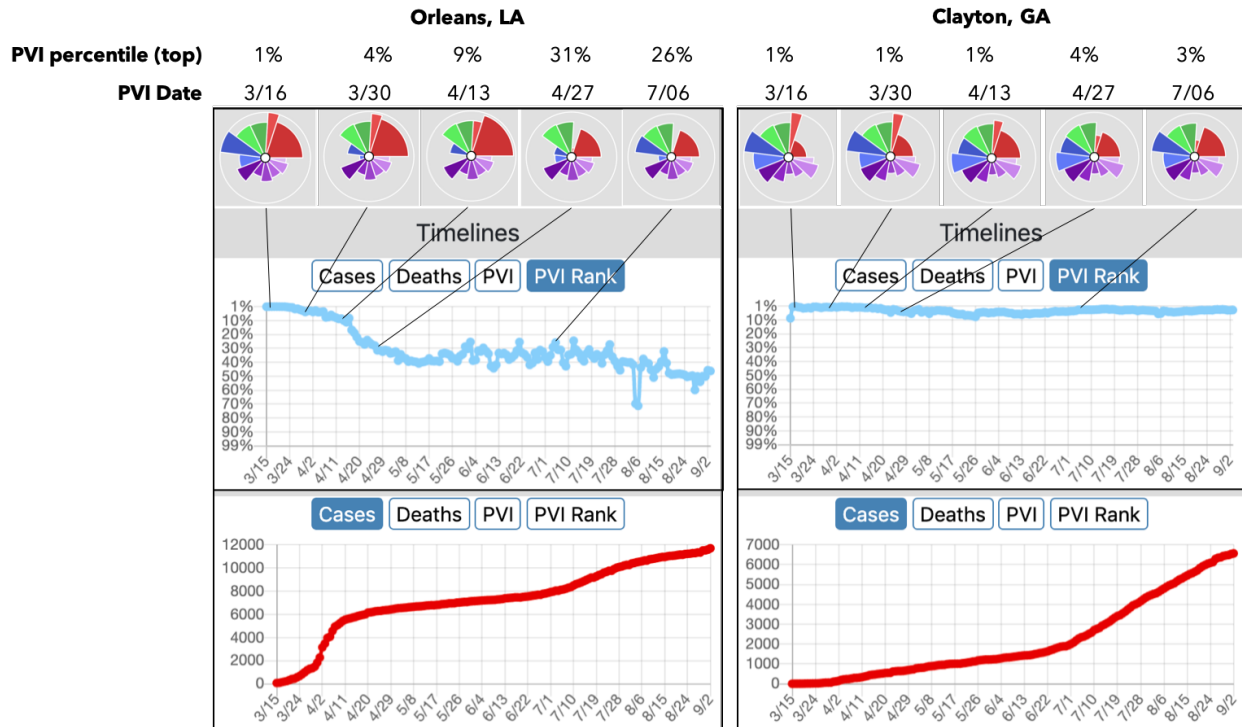 Orleans, LA
Clayton, GA
PVI percentile (top) 1% 4% 9% 31% 26% 1% 1% 1% 4% 3%
PVI Date 3/16 3/30 4/13 4/27 7/06 3/16 3/30 4/13 4/27 7/06
Timelines
Cases Deaths PVI PVI Rank
1%
10%
20%
30%
40%
50%
60%
70%
80%
90%
99%
3/15 3/24 4/2 4/11 4/20 4/29 5/8 5/17 5/26 6/4 6/13 6/22 7/1 7/10 7/19 7/28 8/6 8/15 8/24 9/2
Timelines
Cases Deaths PVI PVI Rank
1%
10%
20%
30%
40%
50%
60%
70%
80%
90%
99%
3/15 3/24 4/2 4/11 4/20 4/29 5/8 5/17 5/26 6/4 6/13 6/22 7/1 7/10 7/19 7/28 8/6 8/15 8/24 9/2
Cases Deaths PVI PVI Rank
12000
10000
8000
6000
4000
2000
0
3/15 3/24 4/2 4/11 4/20 4/29 5/8 5/17 5/26 6/4 6/13 6/22 7/1 7/10 7/19 7/28 8/6 8/15 8/24 9/2
Cases Deaths PVI PVI Rank
7000
6000
5000
4000
3000
2000
1000
0
3/15 3/24 4/2 4/11 4/20 4/29 5/8 5/17 5/26 6/4 6/13 6/22 7/1 7/10 7/19 7/28 8/6 8/15 8/24 9/2